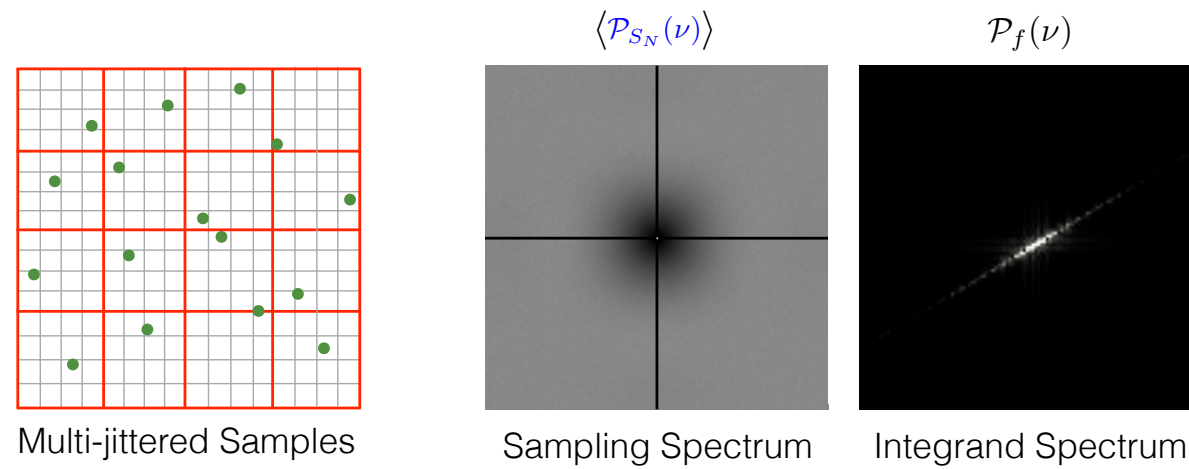 ⟨𝒫_{S_N}(ν)⟩ 𝒫_f(ν)
Multi-jittered Samples Sampling Spectrum Integrand Spectrum